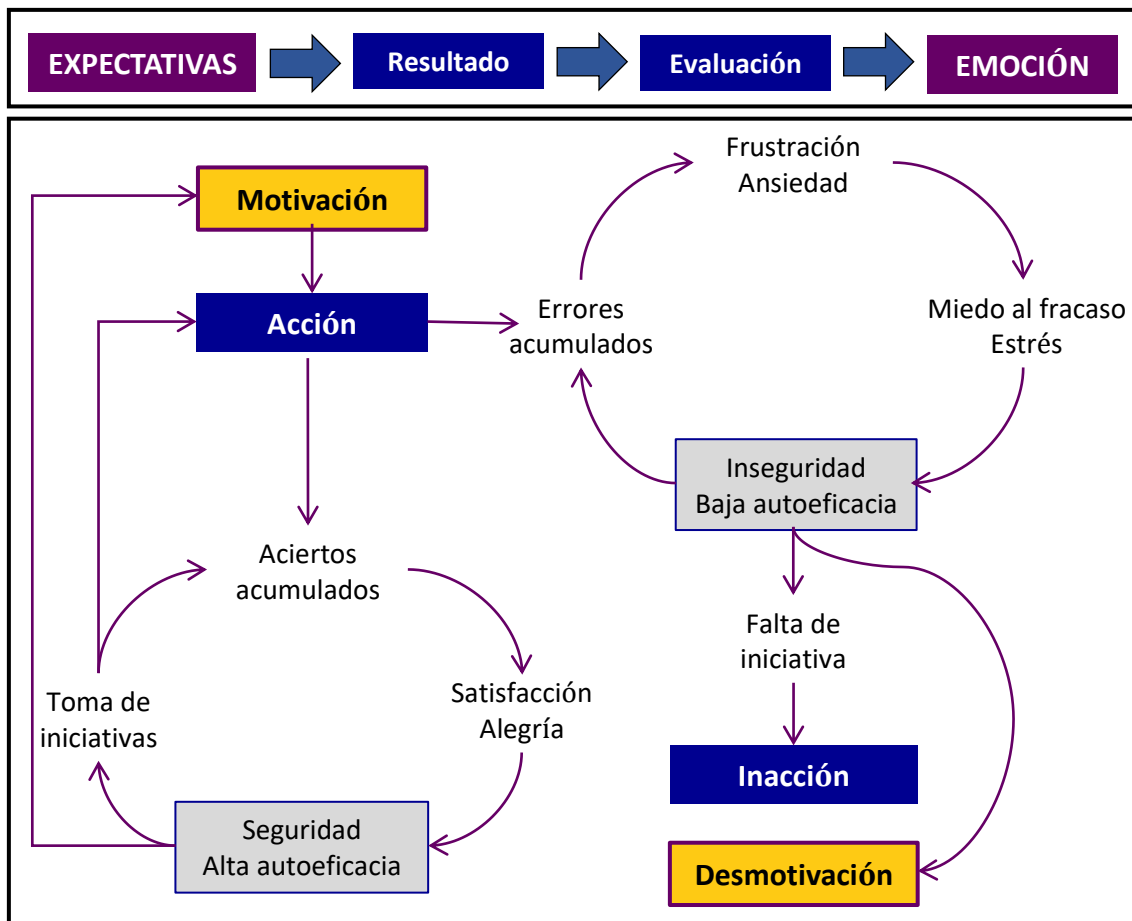 EXPECTATIVAS
Resultado
Evaluación
EMOCIÓN
Motivación
Acción
Errores
acumulados
Frustración
Ansiedad
Miedo al fracaso
Estrés
Inseguridad
Baja autoeficacia
Falta de
iniciativa
Inacción
Desmotivación
Aciertos
acumulados
Satisfacción
Alegría
Seguridad
Alta autoeficacia
Toma de
iniciativas